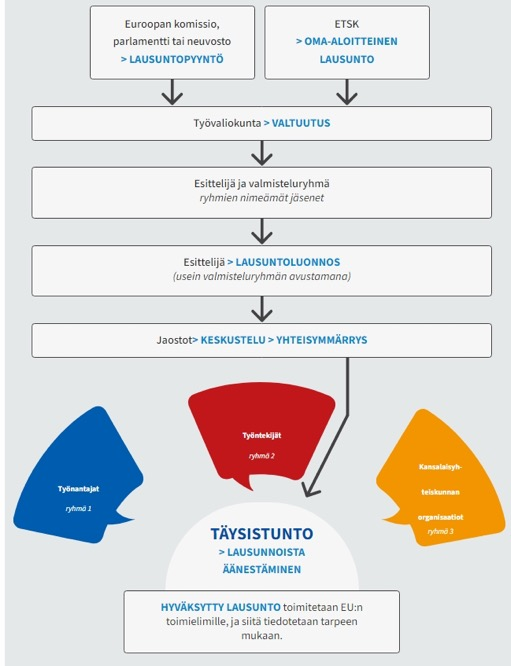 Euroopan komissio,
parlamentti tai neuvosto
> LAUSUNTOPYYNTÖ
ETSK
> OMA-ALOITTEINEN
LAUSUNTO
Työvaliokunta > VALTUUTUS
Esittelijä ja valmisteluryhmä
ryhmien nimeämät jäsenet
Esittelijä > LAUSUNTOLUONNOS
(usein valmisteluryhmän avustamana)
Jaostot> KESKUSTELU > YHTEISYMMÄRRYS
Työnantajat
ryhmä 1
Työntekijät
ryhmä 2
Kansalaisyh-
teiskunnan
organisaatiot
ryhmä 3
TÄYSISTUNTO
> LAUSUNNOISTA
ÄÄNESTÄMINEN
HYVÄKSYTTY LAUSUNTO toimitetaan EU:n
toimielimille, ja siitä tiedotetaan tarpeen
mukaan.